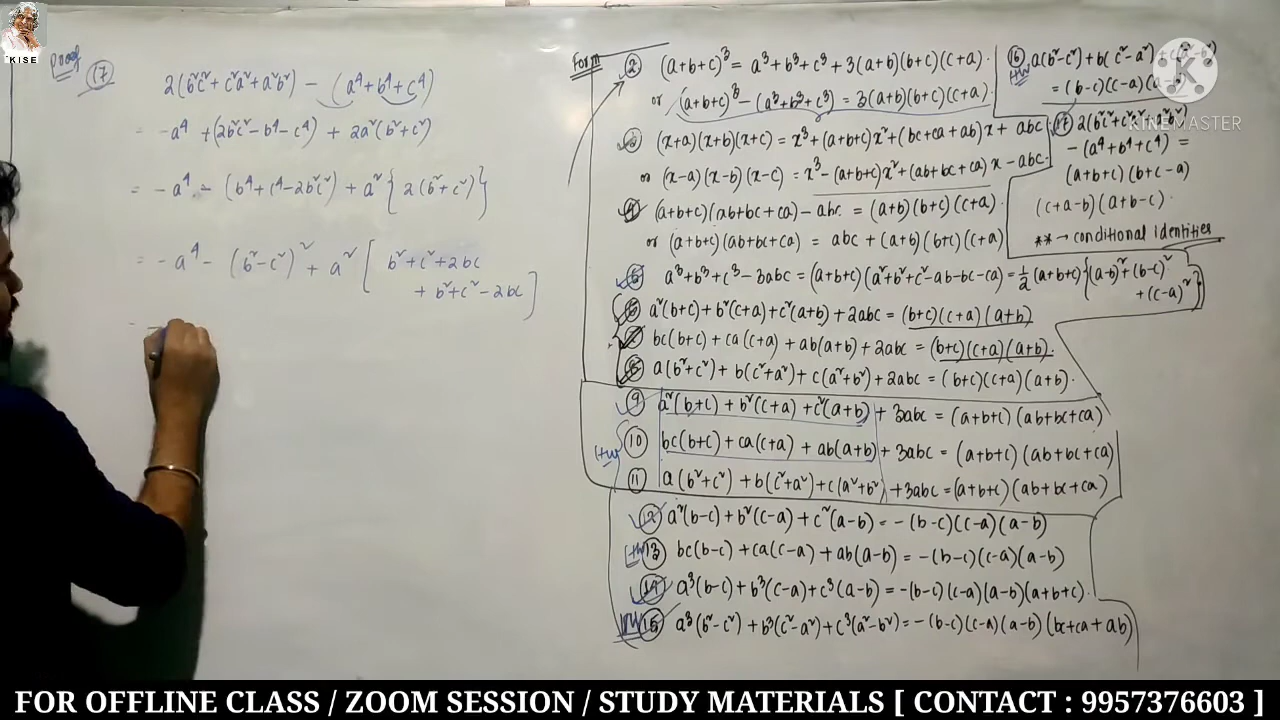 KISE
Proof
(17)
2(b²c² + c²a² + a²b²) - (a⁴ + b⁴ + c⁴)
= -a⁴ + (2b²c² - b⁴ - c⁴) + 2a²(b² + c²)
= -a⁴ - (b⁴ + c⁴ - 2b²c²) + a² { 2(b² + c²) }
= -a⁴ - (b² - c²)² + a² [ b² + c² + 2bc
+ b² + c² - 2bc ]
=
(2) (a+b+c)³ = a³ + b³ + c³ + 3(a+b)(b+c)(c+a)
or (a+b+c)³ - (a³+b³+c³) = 3(a+b)(b+c)(c+a)
(x+a)(x+b)(x+c) = x³ + (a+b+c)x² + (bc+ca+ab)x + abc
or (x-a)(x-b)(x-c) = x³ - (a+b+c)x² + (ab+bc+ca)x - abc
(4) (a+b+c)(ab+bc+ca) - abc = (a+b)(b+c)(c+a)
or (a+b+c)(ab+bc+ca) = abc + (a+b)(b+c)(c+a)
a³+b³+c³-3abc = (a+b+c)(a²+b²+c²-ab-bc-ca) = ½(a+b+c){(a-b)²+(b-c)²
+(c-a)²}
a²(b+c) + b²(c+a) + c²(a+b) + 2abc = (b+c)(c+a)(a+b)
bc(b+c) + ca(c+a) + ab(a+b) + 2abc = (b+c)(c+a)(a+b).
a(b²+c²) + b(c²+a²) + c(a²+b²) + 2abc = (b+c)(c+a)(a+b).
(9) a²(b+c) + b²(c+a) + c²(a+b) + 3abc = (a+b+c)(ab+bc+ca)
HW
(10) bc(b+c) + ca(c+a) + ab(a+b) + 3abc = (a+b+c)(ab+bc+ca)
(11) a(b²+c²) + b(c²+a²) + c(a²+b²) + 3abc = (a+b+c)(ab+bc+ca)
(12) a²(b-c) + b²(c-a) + c²(a-b) = -(b-c)(c-a)(a-b)
HW (13) bc(b-c) + ca(c-a) + ab(a-b) = -(b-c)(c-a)(a-b)
(14) a³(b-c) + b³(c-a) + c³(a-b) = -(b-c)(c-a)(a-b)(a+b+c).
HW (15) a³(b²-c²) + b³(c²-a²) + c³(a²-b²) = -(b-c)(c-a)(a-b)(bc+ca+ab)
(16) a(b²-c²) + b(c²-a²) + c(a²-b²)
HW
= (b-c)(c-a)(a-b)
(17) 2(b²c²+c²a²+a²b²)
-(a⁴+b⁴+c⁴) =
(a+b+c)(b+c-a)
(c+a-b)(a+b-c).
** → conditional identities
K
KINEMASTER
FOR OFFLINE CLASS / ZOOM SESSION / STUDY MATERIALS [ CONTACT : 9957376603 ]